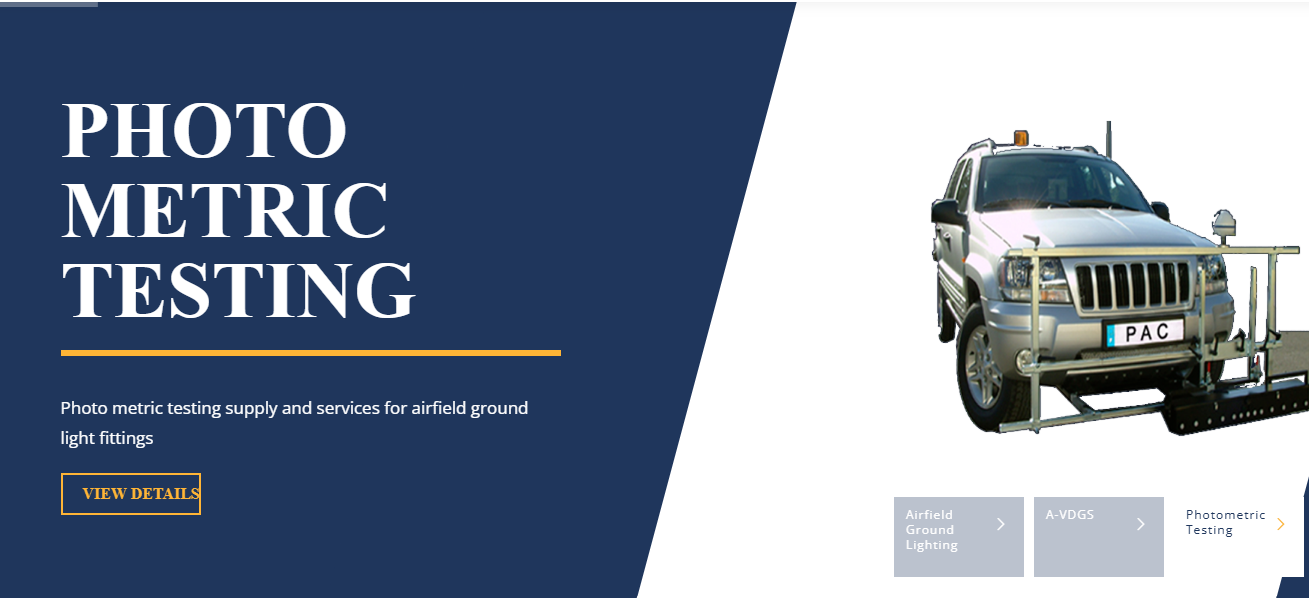 PHOTO
METRIC
TESTING
Photo metric testing supply and services for airfield ground
light fittings
VIEW DETAILS
PAC
Airfield
Ground
Lighting
A-VDGS
Photometric
Testing